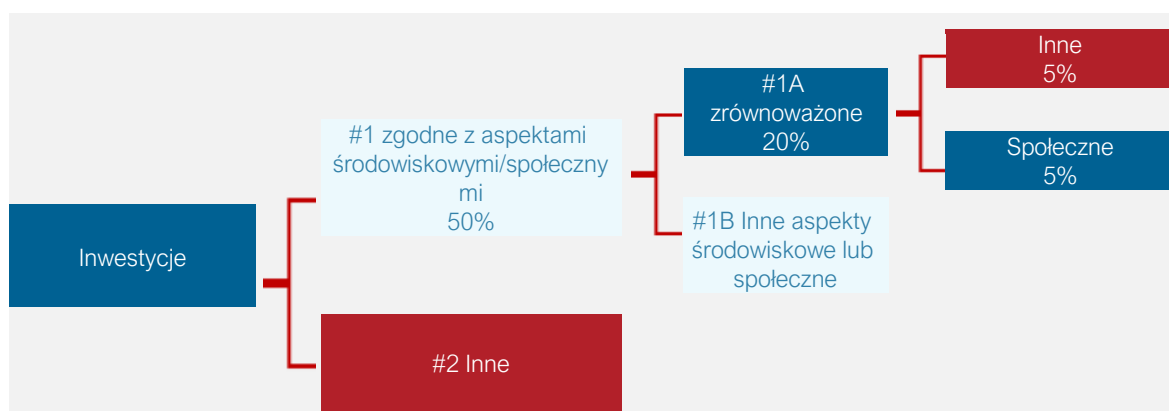 Inwestycje
#1 zgodne z aspektami
środowiskowymi/społeczny
mi
50%
#2 Inne
#1A
zrównoważone
20%
#1B Inne aspekty
środowiskowe lub
społeczne
Inne
5%
Społeczne
5%